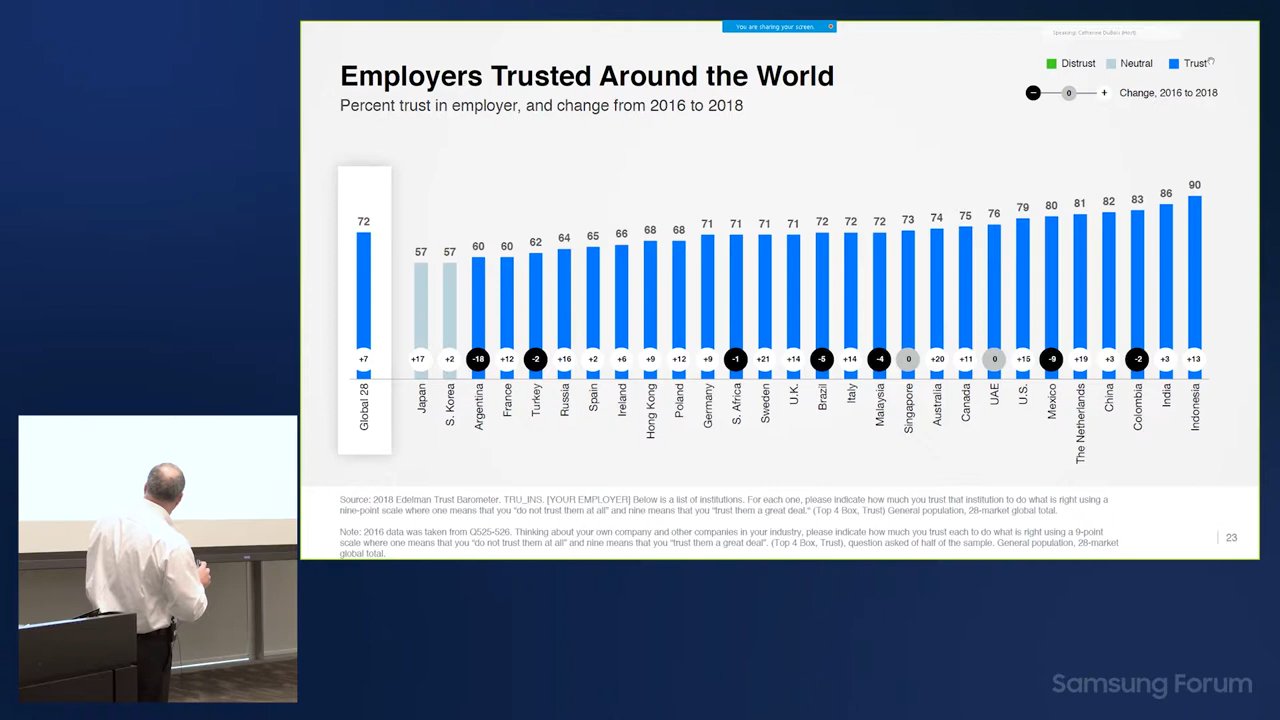 You are sharing your screen.
Speaking: Catherine Dullien (Host)
Employers Trusted Around the World
Percent trust in employer, and change from 2016 to 2018
Distrust Neutral Trust
− 0 + Change, 2016 to 2018
72 57 57 60 60 62 64 65 66 68 68 71 71 71 71 72 72 72 73 74 75 76 79 80 81 82 83 86 90
+7 +17 +2 -18 +12 -2 +16 +2 +6 +9 +12 +9 -1 +21 +14 -5 +14 -4 0 +20 +11 0 +15 -9 +19 +3 -2 +3 +13
Global 28
Japan
S. Korea
Argentina
France
Turkey
Russia
Spain
Ireland
Hong Kong
Poland
Germany
S. Africa
Sweden
U.K.
Brazil
Italy
Malaysia
Singapore
Australia
Canada
UAE
U.S.
Mexico
The Netherlands
China
Colombia
India
Indonesia
Source: 2018 Edelman Trust Barometer. TRU_INS. [YOUR EMPLOYER] Below is a list of institutions. For each one, please indicate how much you trust that institution to do what is right using a
nine-point scale where one means that you “do not trust them at all” and nine means that you “trust them a great deal.” (Top 4 Box, Trust) General population, 28-market global total.
Note: 2016 data was taken from Q525-526. Thinking about your own company and other companies in your industry, please indicate how much you trust each to do what is right using a 9-point
scale where one means that you “do not trust them at all” and nine means that you “trust them a great deal”. (Top 4 Box, Trust), question asked of half of the sample. General population, 28-market
global total.
23
Samsung Forum